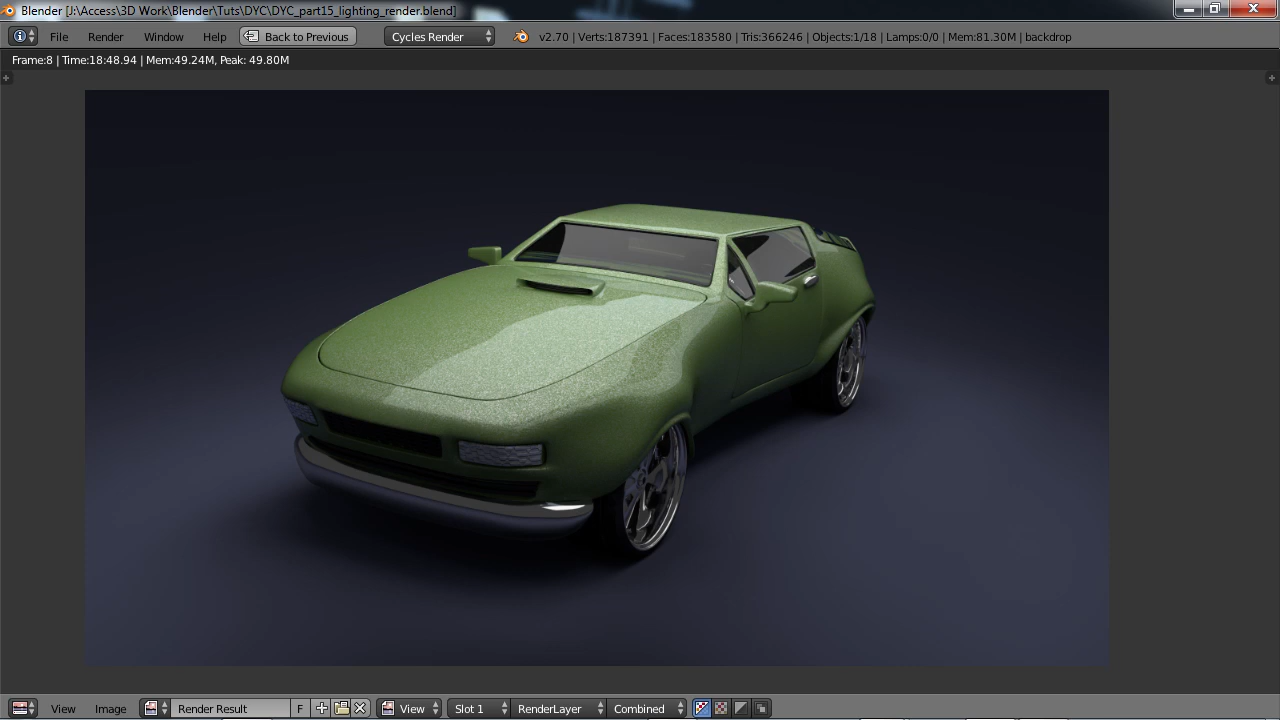 Blender [J:\Access\3D Work\Blender\Tuts\DYC\DYC_part15_lighting_render.blend]
File Render Window Help Back to Previous Cycles Render v2.70 | Verts:187391 | Faces:183580 | Tris:366246 | Objects:1/18 | Lamps:0/0 | Mem:81.30M | backdrop
Frame:8 | Time:18:48.94 | Mem:49.24M, Peak: 49.80M
View Image Render Result F View Slot 1 RenderLayer Combined